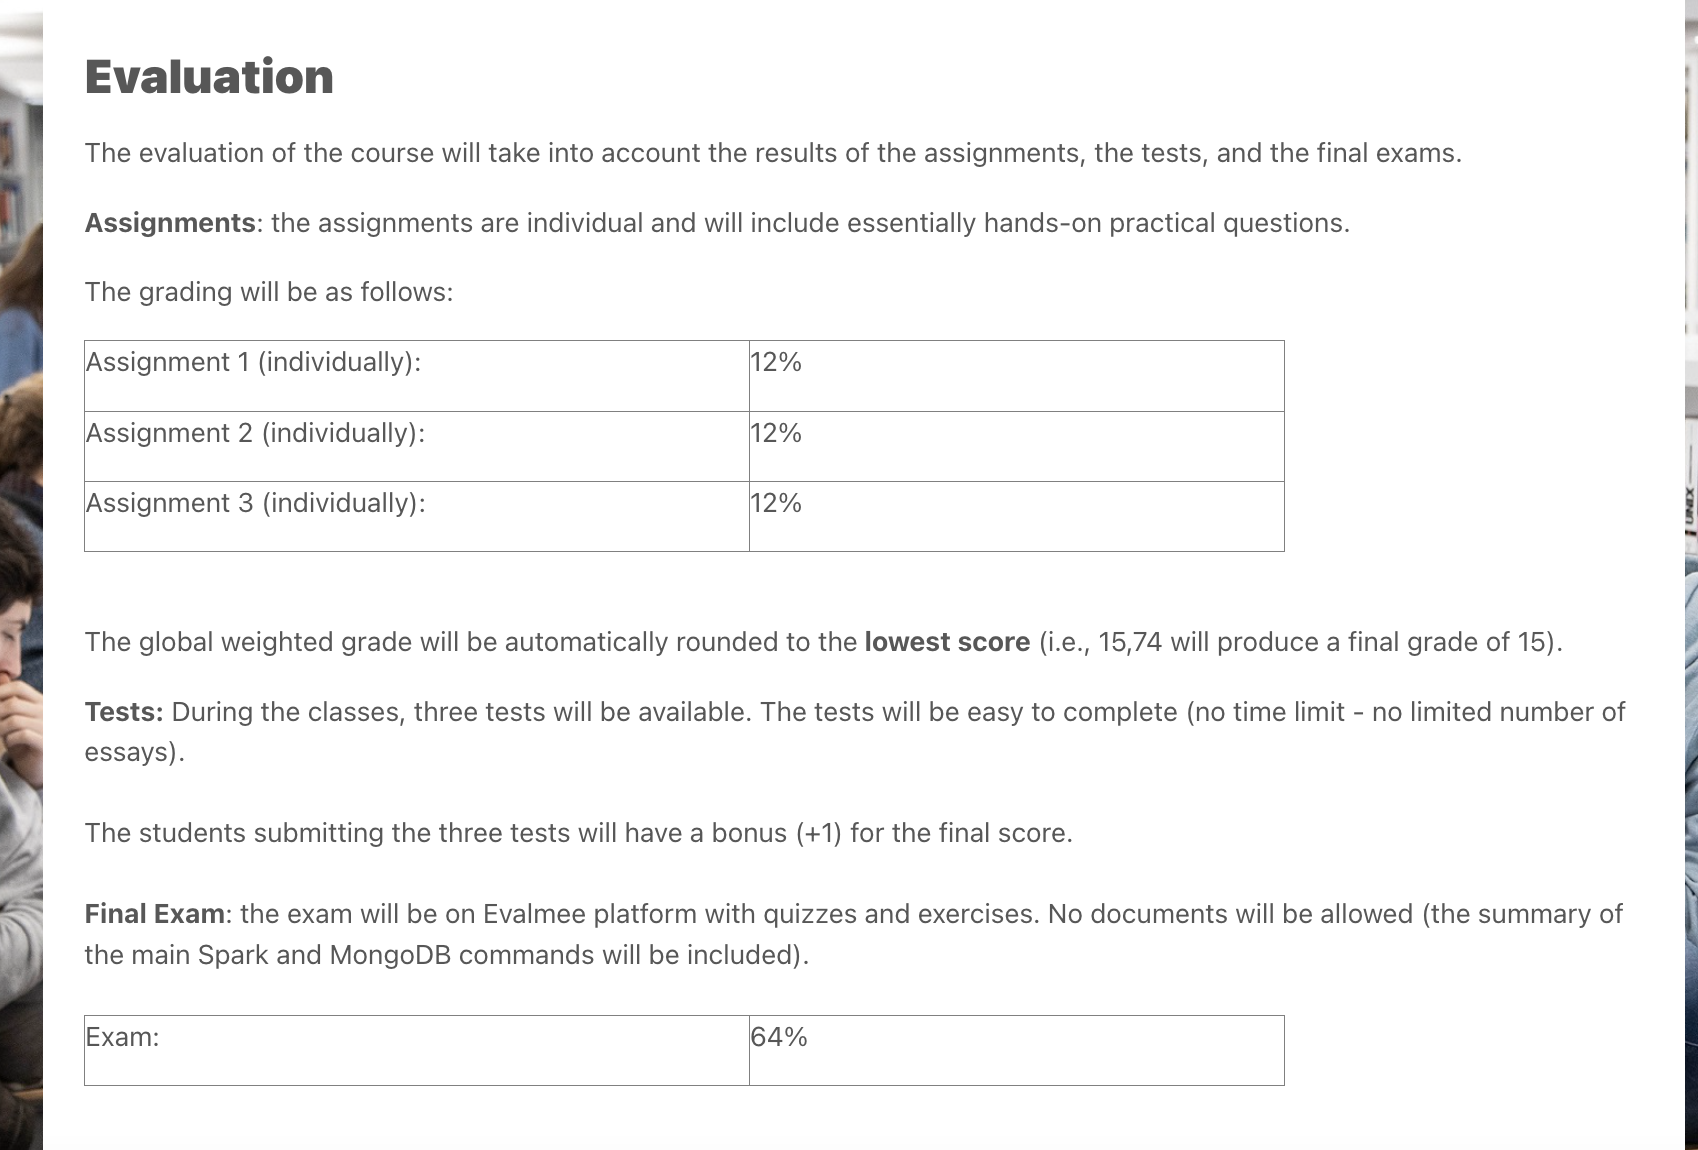 Evaluation
The evaluation of the course will take into account the results of the assignments, the tests, and the final exams.
Assignments: the assignments are individual and will include essentially hands-on practical questions.
The grading will be as follows:
Assignment 1 (individually): 12%
Assignment 2 (individually): 12%
Assignment 3 (individually): 12%
The global weighted grade will be automatically rounded to the lowest score (i.e., 15,74 will produce a final grade of 15).
Tests: During the classes, three tests will be available. The tests will be easy to complete (no time limit - no limited number of
essays).
The students submitting the three tests will have a bonus (+1) for the final score.
Final Exam: the exam will be on Evalmee platform with quizzes and exercises. No documents will be allowed (the summary of
the main Spark and MongoDB commands will be included).
Exam: 64%
UNIX